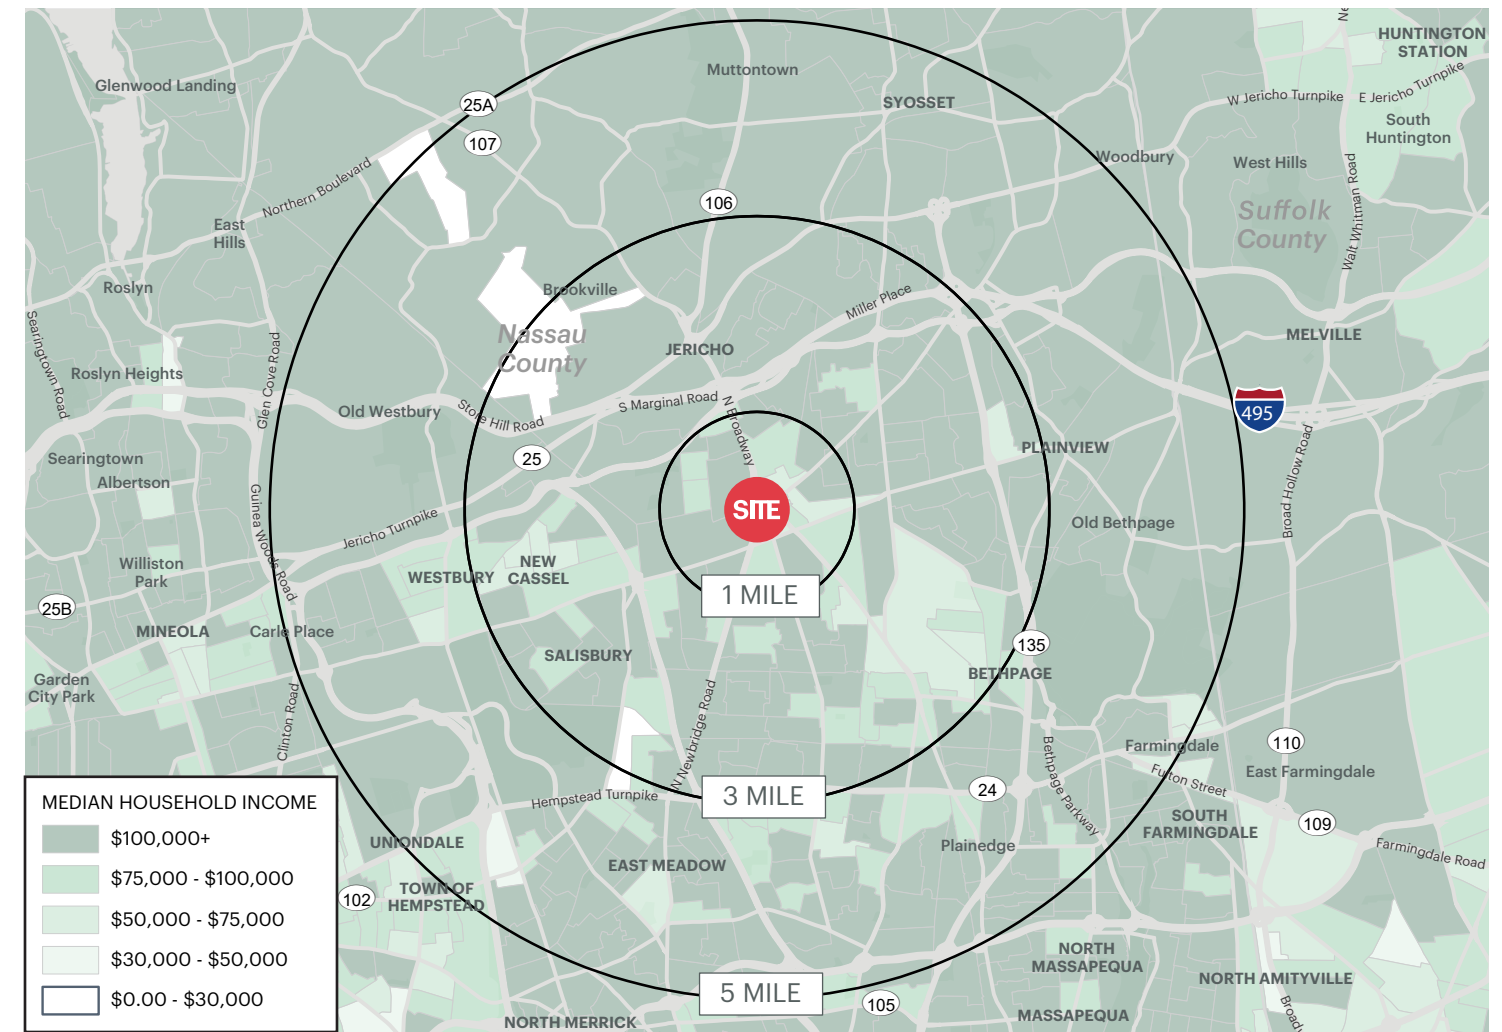 HUNTINGTON
STATION
Glenwood Landing
Muttontown
SYOSSET
W Jericho Turnpike
E Jericho Turnpike
25A
107
South
Huntington
Woodbury
West Hills
Northern Boulevard
106
Walt Whitman Road
East
Hills
Suffolk
County
Roslyn
Brookville
Miller Place
Searingtown Road
Nassau
County
JERICHO
MELVILLE
Roslyn Heights
Glen Cove Road
Old Westbury
Store Hill Road
S Marginal Road
N Broadway
495
25
PLAINVIEW
Searingtown
Albertson
Broad Hollow Road
Guinea Woods Road
Jericho Turnpike
SITE
Old Bethpage
Williston
Park
WESTBURY
NEW
CASSEL
25B
1 MILE
MINEOLA
Carle Place
SALISBURY
135
BETHPAGE
Garden
City Park
Clinton Road
N Newbridge Road
Farmingdale
110
Bethpage Parkway
Fulton Street
East Farmingdale
Hempstead Turnpike
3 MILE
24
SOUTH
FARMINGDALE
109
Farmingdale Road
UNIONDALE
EAST MEADOW
Plainedge
102
TOWN OF
HEMPSTEAD
NORTH
MASSAPEQUA
NORTH AMITYVILLE
5 MILE
105
MASSAPEQUA
NORTH MERRICK
MEDIAN HOUSEHOLD INCOME
$100,000+
$75,000 - $100,000
$50,000 - $75,000
$30,000 - $50,000
$0.00 - $30,000